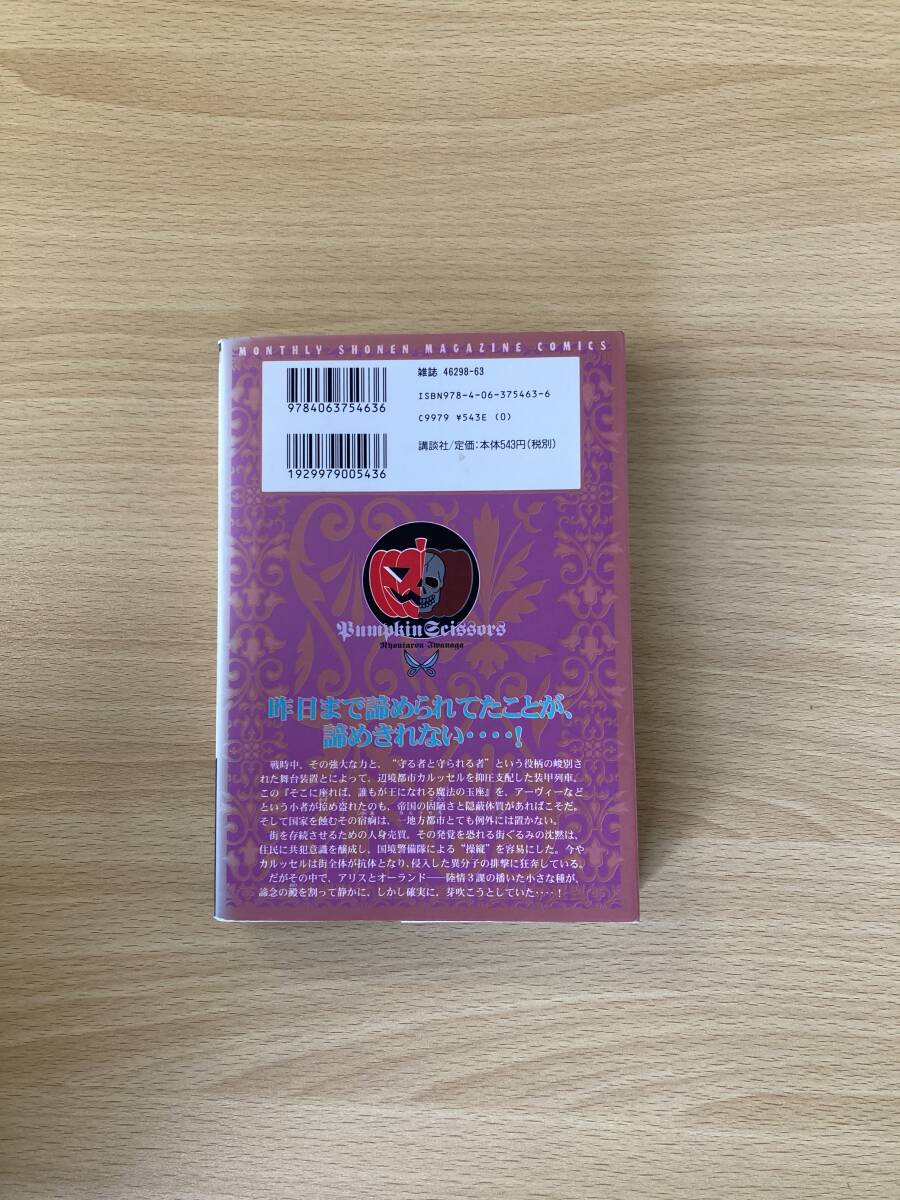 MONTHLY SHONEN MAGAZINE COMICS
9784063754636
1929979005436
雑誌 46298-63
ISBN978-4-06-375463-6
C9979 ¥543E (0)
講談社/定価:本体543円(税別)
Pumpkin Scissors
Ryoutarou Iwanaga
昨日まで諦められてたことが、
諦めきれない‥‥!
戦時中、その強大な力と、“守る者と守られる者”という役柄の峻別さ
れた舞台装置とによって、辺境都市カルッセルを抑圧支配した装甲列車。
この『そこに座れば、誰もが王になれる魔法の玉座』を、アーヴィーなど
という小者が掠め盗れたのも、帝国の固陋さと隠蔽体質があればこそだ。
そして国家を蝕むその宿痾は、一地方都市とても例外には置かない。
街を存続させるための人身売買。その発覚を恐れる街ぐるみの沈黙は、
住民に共犯意識を醸成し、国境警備隊による“操縦”を容易にした。今や
カルッセルは街全体が抗体となり、侵入した異分子の排撃に狂奔している。
だがその中で、アリスとオーランド——陸情3課の播いた小さな種が、
諦念の殻を割って静かに、しかし確実に、芽吹こうとしていた‥‥!